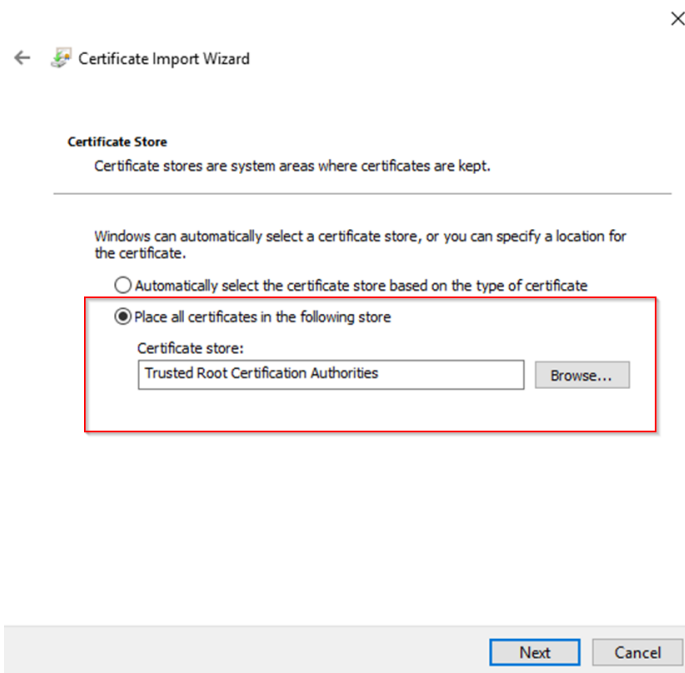 Certificate Import Wizard
Certificate Store
Certificate stores are system areas where certificates are kept.
Windows can automatically select a certificate store, or you can specify a location for
the certificate.
Automatically select the certificate store based on the type of certificate
Place all certificates in the following store
Certificate store:
Trusted Root Certification Authorities
Browse...
Next
Cancel